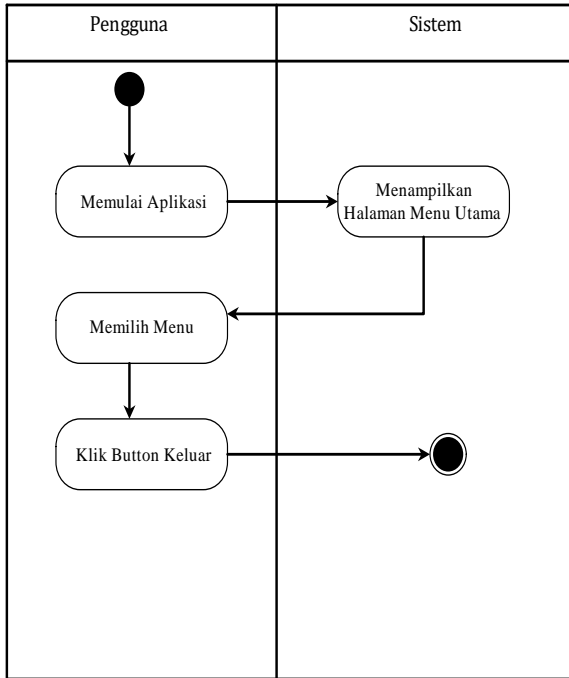 Pengguna
Sistem
Memulai Aplikasi
Menampilkan
Halaman Menu Utama
Memilih Menu
Klik Button Keluar